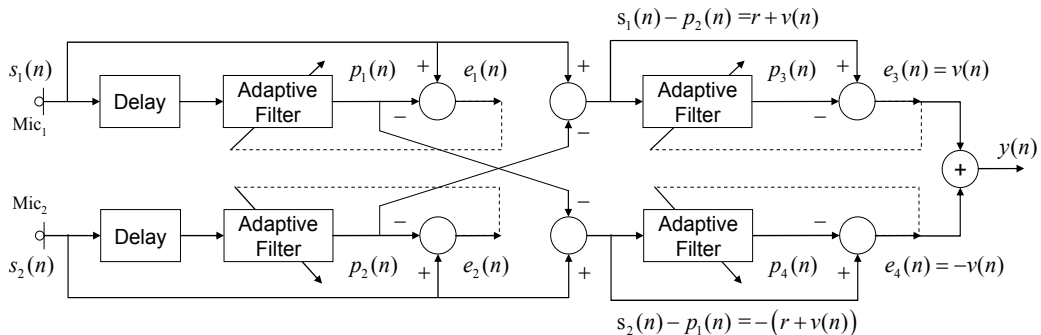 s₁(n) − p₂(n) = r + v(n)
s₁(n)
p₁(n)
+
e₁(n)
+
+
p₃(n)
e₃(n) = v(n)
Mic₁
Delay
Adaptive
Filter
−
−
Adaptive
Filter
−
y(n)
+
Mic₂
Delay
Adaptive
Filter
−
−
Adaptive
Filter
−
s₂(n)
p₂(n)
+
e₂(n)
+
p₄(n)
+
e₄(n) = −v(n)
s₂(n) − p₁(n) = −(r + v(n))